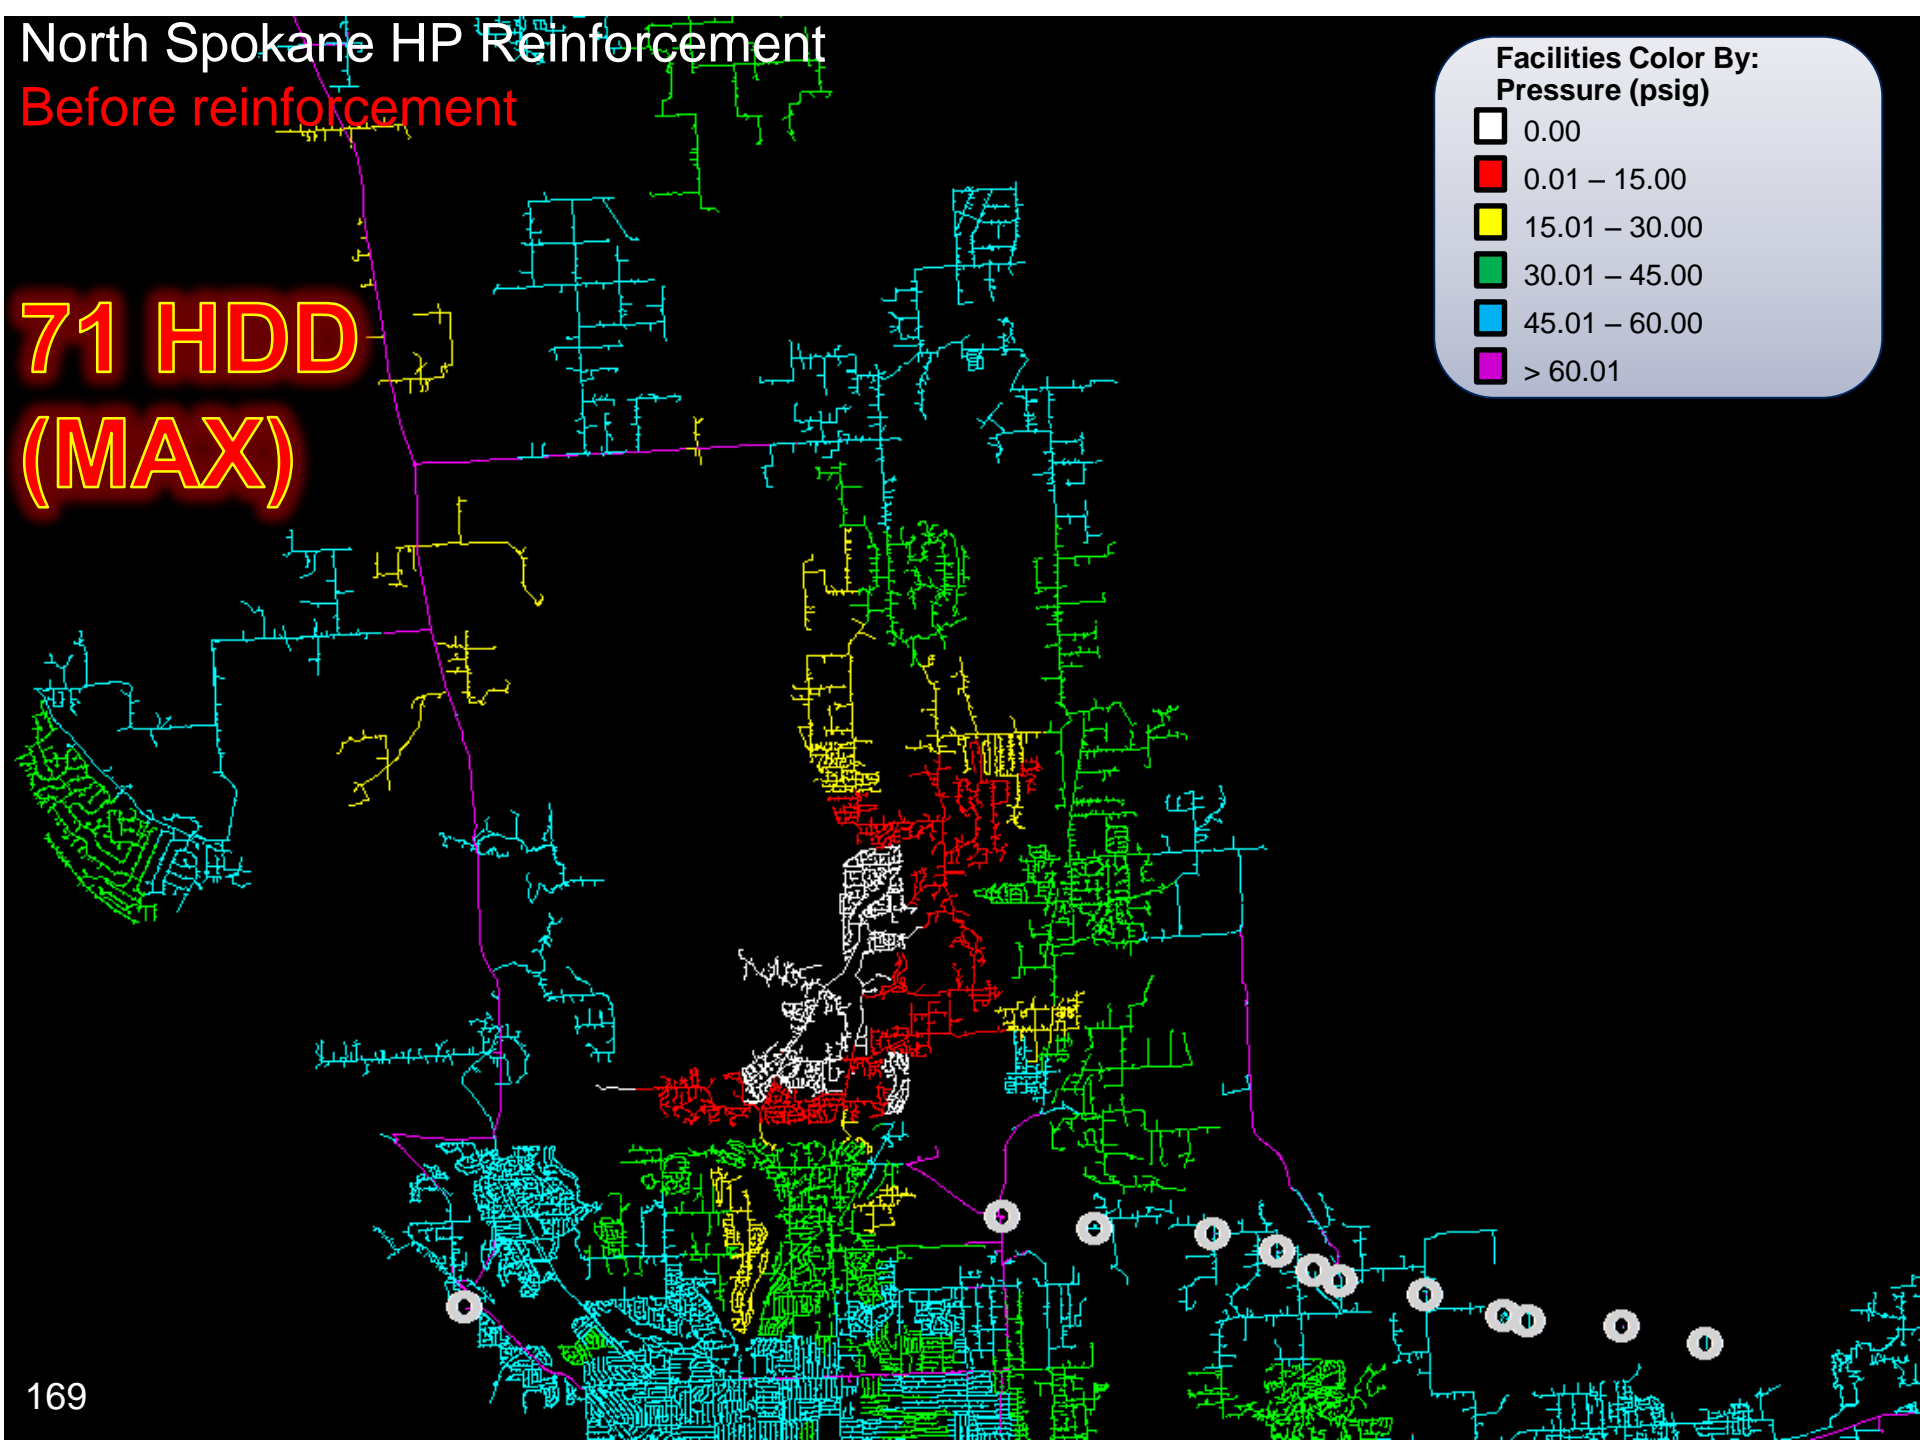 North Spokane HP Reinforcement
Before reinforcement
71 HDD
(MAX)
Facilities Color By:
Pressure (psig)
0.00
0.01 – 15.00
15.01 – 30.00
30.01 – 45.00
45.01 – 60.00
> 60.01
169